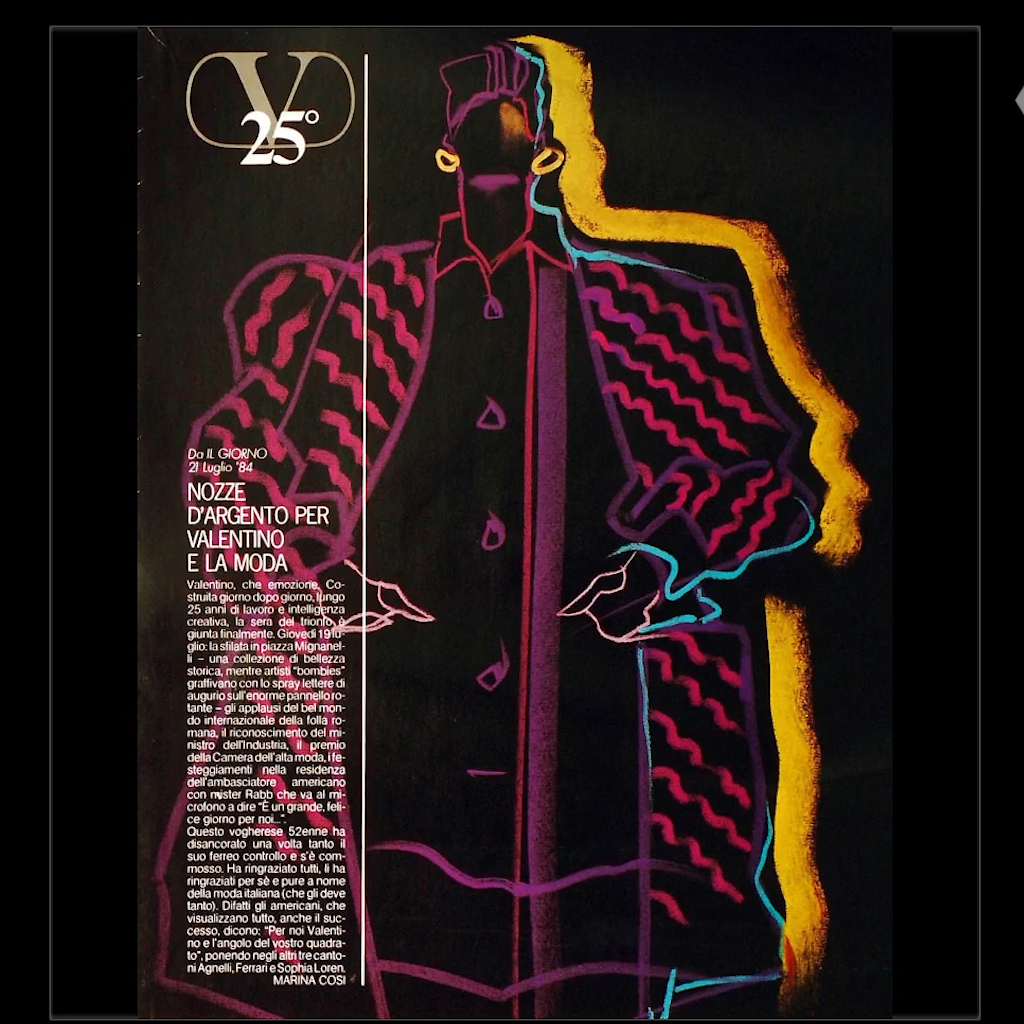 V
25°
Da IL GIORNO
21 Luglio '84
NOZZE
D'ARGENTO PER
VALENTINO
E LA MODA
Valentino, che emozione. Co-
struita giorno dopo giorno, lungo
25 anni di lavoro e intelligenza
creativa, la sera del trionfo è
giunta finalmente. Giovedì 19 lu-
glio: la sfilata in piazza Mignanel-
li – una collezione di bellezza
storica, mentre artisti "bombies"
graffivano con lo spray lettere di
augurio sull'enorme pannello ro-
tante – gli applausi del bel mon-
do internazionale della folla ro-
mana, il riconoscimento del mi-
nistro dell'Industria, il premio
della Camera dell'alta moda, i fe-
steggiamenti nella residenza
dell'ambasciatore americano
con mister Rabb che va al mi-
crofono a dire "È un grande, feli-
ce giorno per noi...".
Questo vogherese 52enne ha
disancorato una volta tanto il
suo ferreo controllo e s'è com-
mosso. Ha ringraziato tutti, li ha
ringraziati per sè e pure a nome
della moda italiana (che gli deve
tanto). Difatti gli americani, che
visualizzano tutto, anche il suc-
cesso, dicono: "Per noi Valenti-
no e l'angolo del vostro quadra-
to", ponendo negli altri tre canto-
ni Agnelli, Ferrari e Sophia Loren.
MARINA COSI